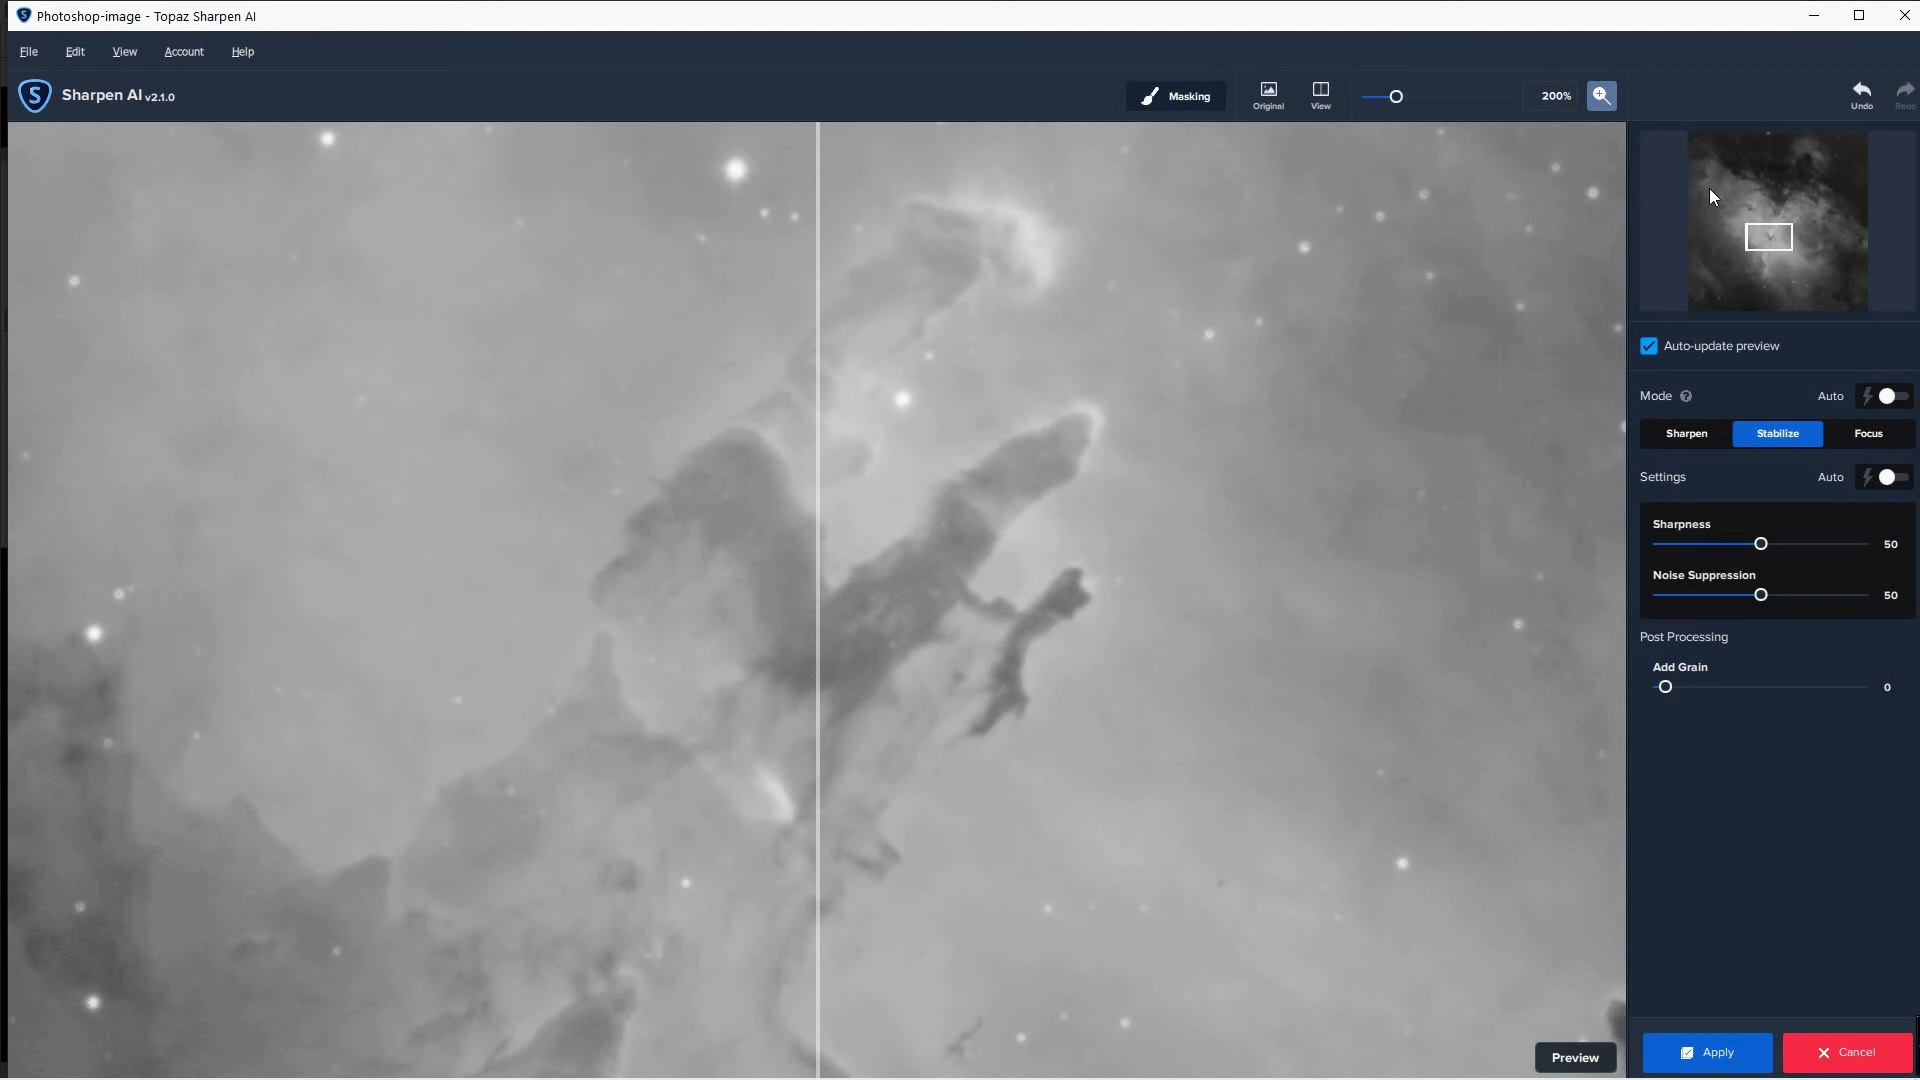 Photoshop-image - Topaz Sharpen AI
File Edit View Account Help
S Sharpen AI v2.1.0
Masking Original View 200% Undo Redo
Auto-update preview
Mode ? Auto
Sharpen Stabilize Focus
Settings Auto
Sharpness
50
Noise Suppression
50
Post Processing
Add Grain
0
Preview
Apply Cancel